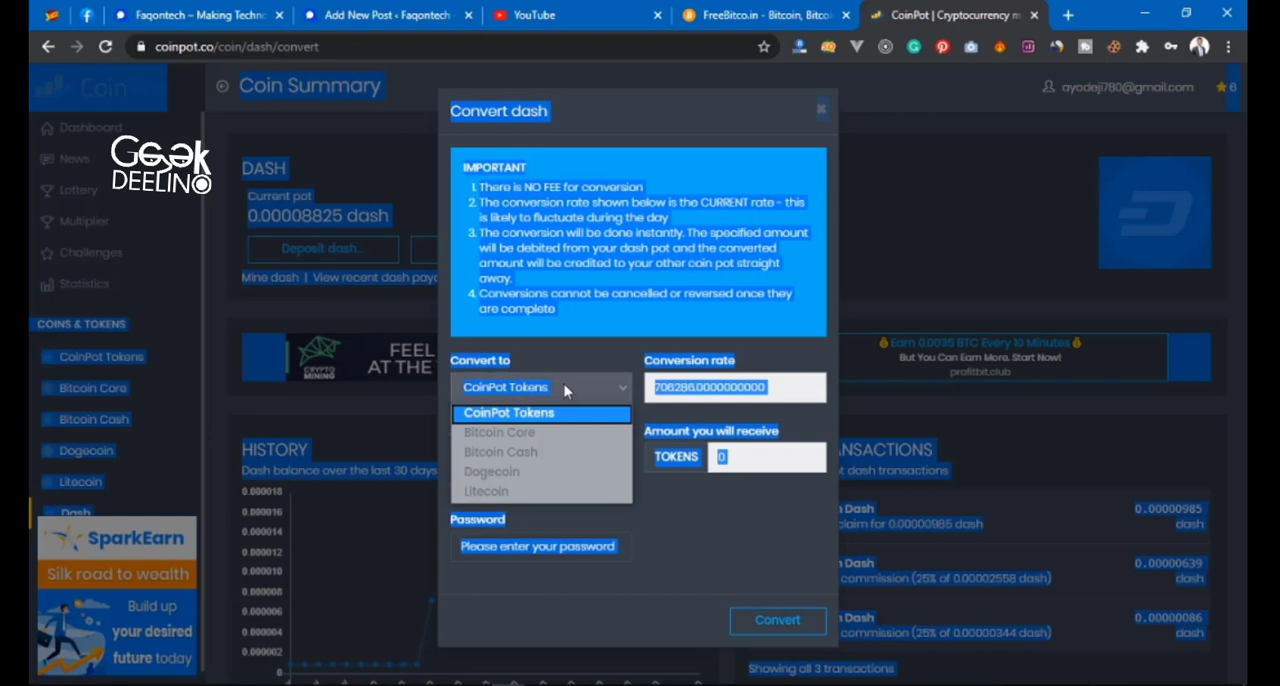 Faqontech – Making Techno
Add New Post ‹ Faqontech –
YouTube
FreeBitco.in - Bitcoin, Bitcoi
CoinPot | Cryptocurrency m
coinpot.co/coin/dash/convert
Coin
Coin Summary
ayodeji780@gmail.com
6
Dashboard
News
Lottery
Multiplier
Challenges
Statistics
Geek
DEELINO
COINS & TOKENS
CoinPot Tokens
Bitcoin Core
Bitcoin Cash
Dogecoin
Litecoin
Dash
SparkEarn
Silk road to wealth
Build up
your desired
future today
DASH
Current pot
0.00008825 dash
Deposit dash...
Mine dash | View recent dash payo
CRYPTO
MINING
FEEL
AT THE
HISTORY
Dash balance over the last 30 days
0.000018
0.000016
0.000014
0.000012
0.000010
0.000008
0.000006
0.000004
0.000002
0
Convert dash
IMPORTANT
1. There is NO FEE for conversion
2. The conversion rate shown below is the CURRENT rate - this
is likely to fluctuate during the day
3. The conversion will be done instantly. The specified amount
will be debited from your dash pot and the converted
amount will be credited to your other coin pot straight
away.
4. Conversions cannot be cancelled or reversed once they
are complete
Convert to
CoinPot Tokens
CoinPot Tokens
Bitcoin Core
Bitcoin Cash
Dogecoin
Litecoin
Conversion rate
706286.0000000000
Amount you will receive
TOKENS 0
Password
Please enter your password
Convert
Earn 0.0035 BTC Every 10 Minutes
But You Can Earn More. Start Now!
profitbit.club
ANSACTIONS
t dash transactions
n Dash
0.00000985
claim for 0.00000985 dash
dash
n Dash
0.00000639
commission (25% of 0.00002558 dash)
dash
n Dash
0.00000086
commission (25% of 0.00000344 dash)
dash
Showing all 3 transactions